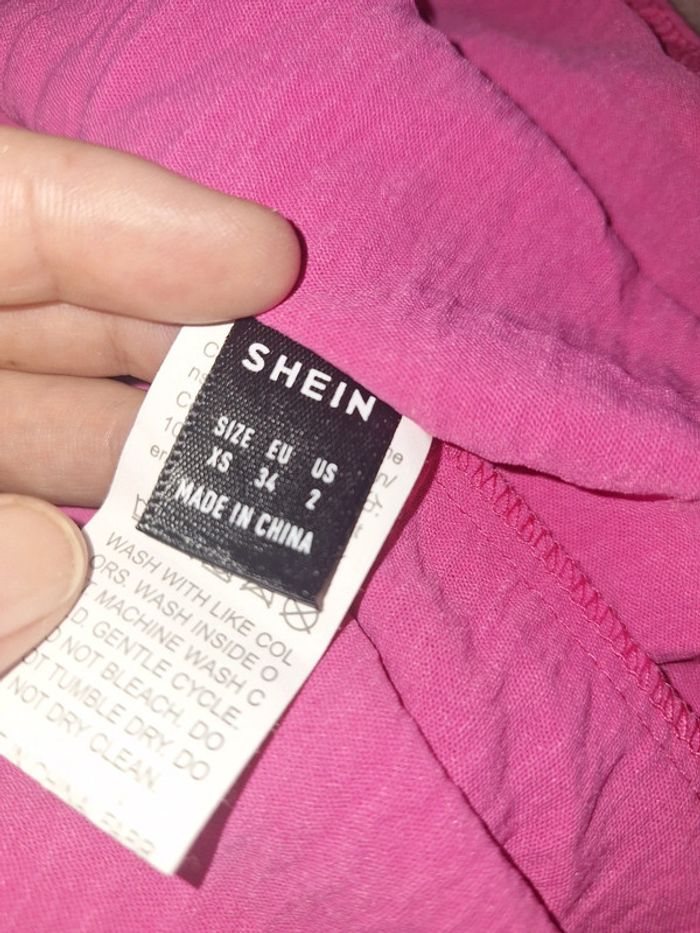 SHEIN
SIZE EU US
XS 34 2
MADE IN CHINA
WASH WITH LIKE COL
ORS. WASH INSIDE O
MACHINE WASH C
D. GENTLE CYCLE.
NOT BLEACH. DO
TUMBLE DRY. DO
NOT DRY CLEAN.